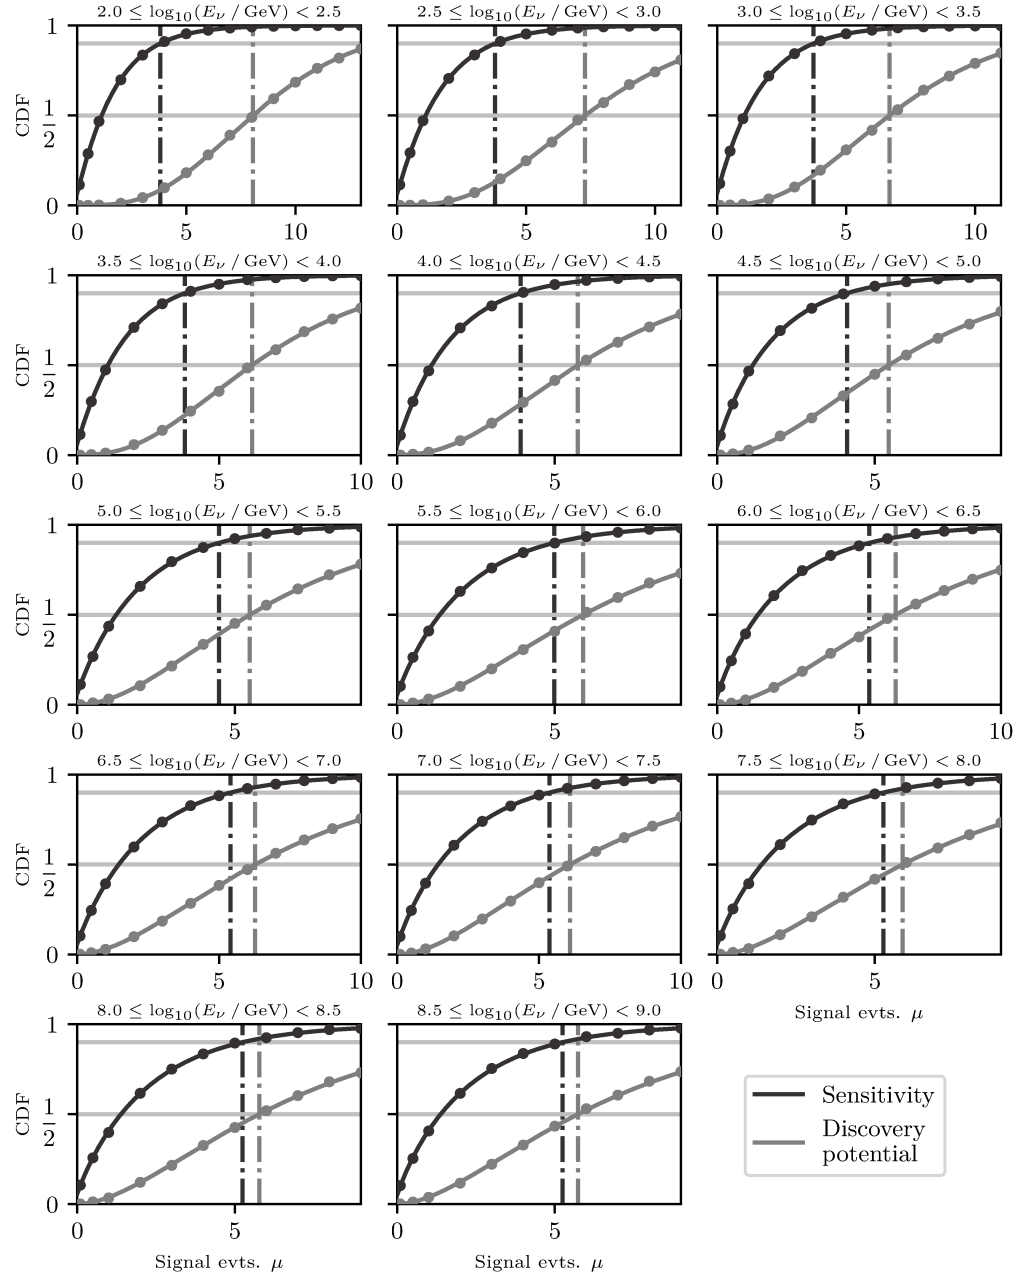 2.0 ≤ log₁₀(Eν / GeV) < 2.5
2.5 ≤ log₁₀(Eν / GeV) < 3.0
3.0 ≤ log₁₀(Eν / GeV) < 3.5
1
CDF
1/2
0
0 5 10
0 5 10
0 5 10
3.5 ≤ log₁₀(Eν / GeV) < 4.0
4.0 ≤ log₁₀(Eν / GeV) < 4.5
4.5 ≤ log₁₀(Eν / GeV) < 5.0
1
CDF
1/2
0
0 5 10
0 5
0 5
5.0 ≤ log₁₀(Eν / GeV) < 5.5
5.5 ≤ log₁₀(Eν / GeV) < 6.0
6.0 ≤ log₁₀(Eν / GeV) < 6.5
1
CDF
1/2
0
0 5
0 5
0 5 10
6.5 ≤ log₁₀(Eν / GeV) < 7.0
7.0 ≤ log₁₀(Eν / GeV) < 7.5
7.5 ≤ log₁₀(Eν / GeV) < 8.0
1
CDF
1/2
0
0 5 10
0 5 10
0 5
Signal evts. μ
8.0 ≤ log₁₀(Eν / GeV) < 8.5
8.5 ≤ log₁₀(Eν / GeV) < 9.0
1
CDF
1/2
0
0 5
0 5
Signal evts. μ
Signal evts. μ
Sensitivity
Discovery
potential